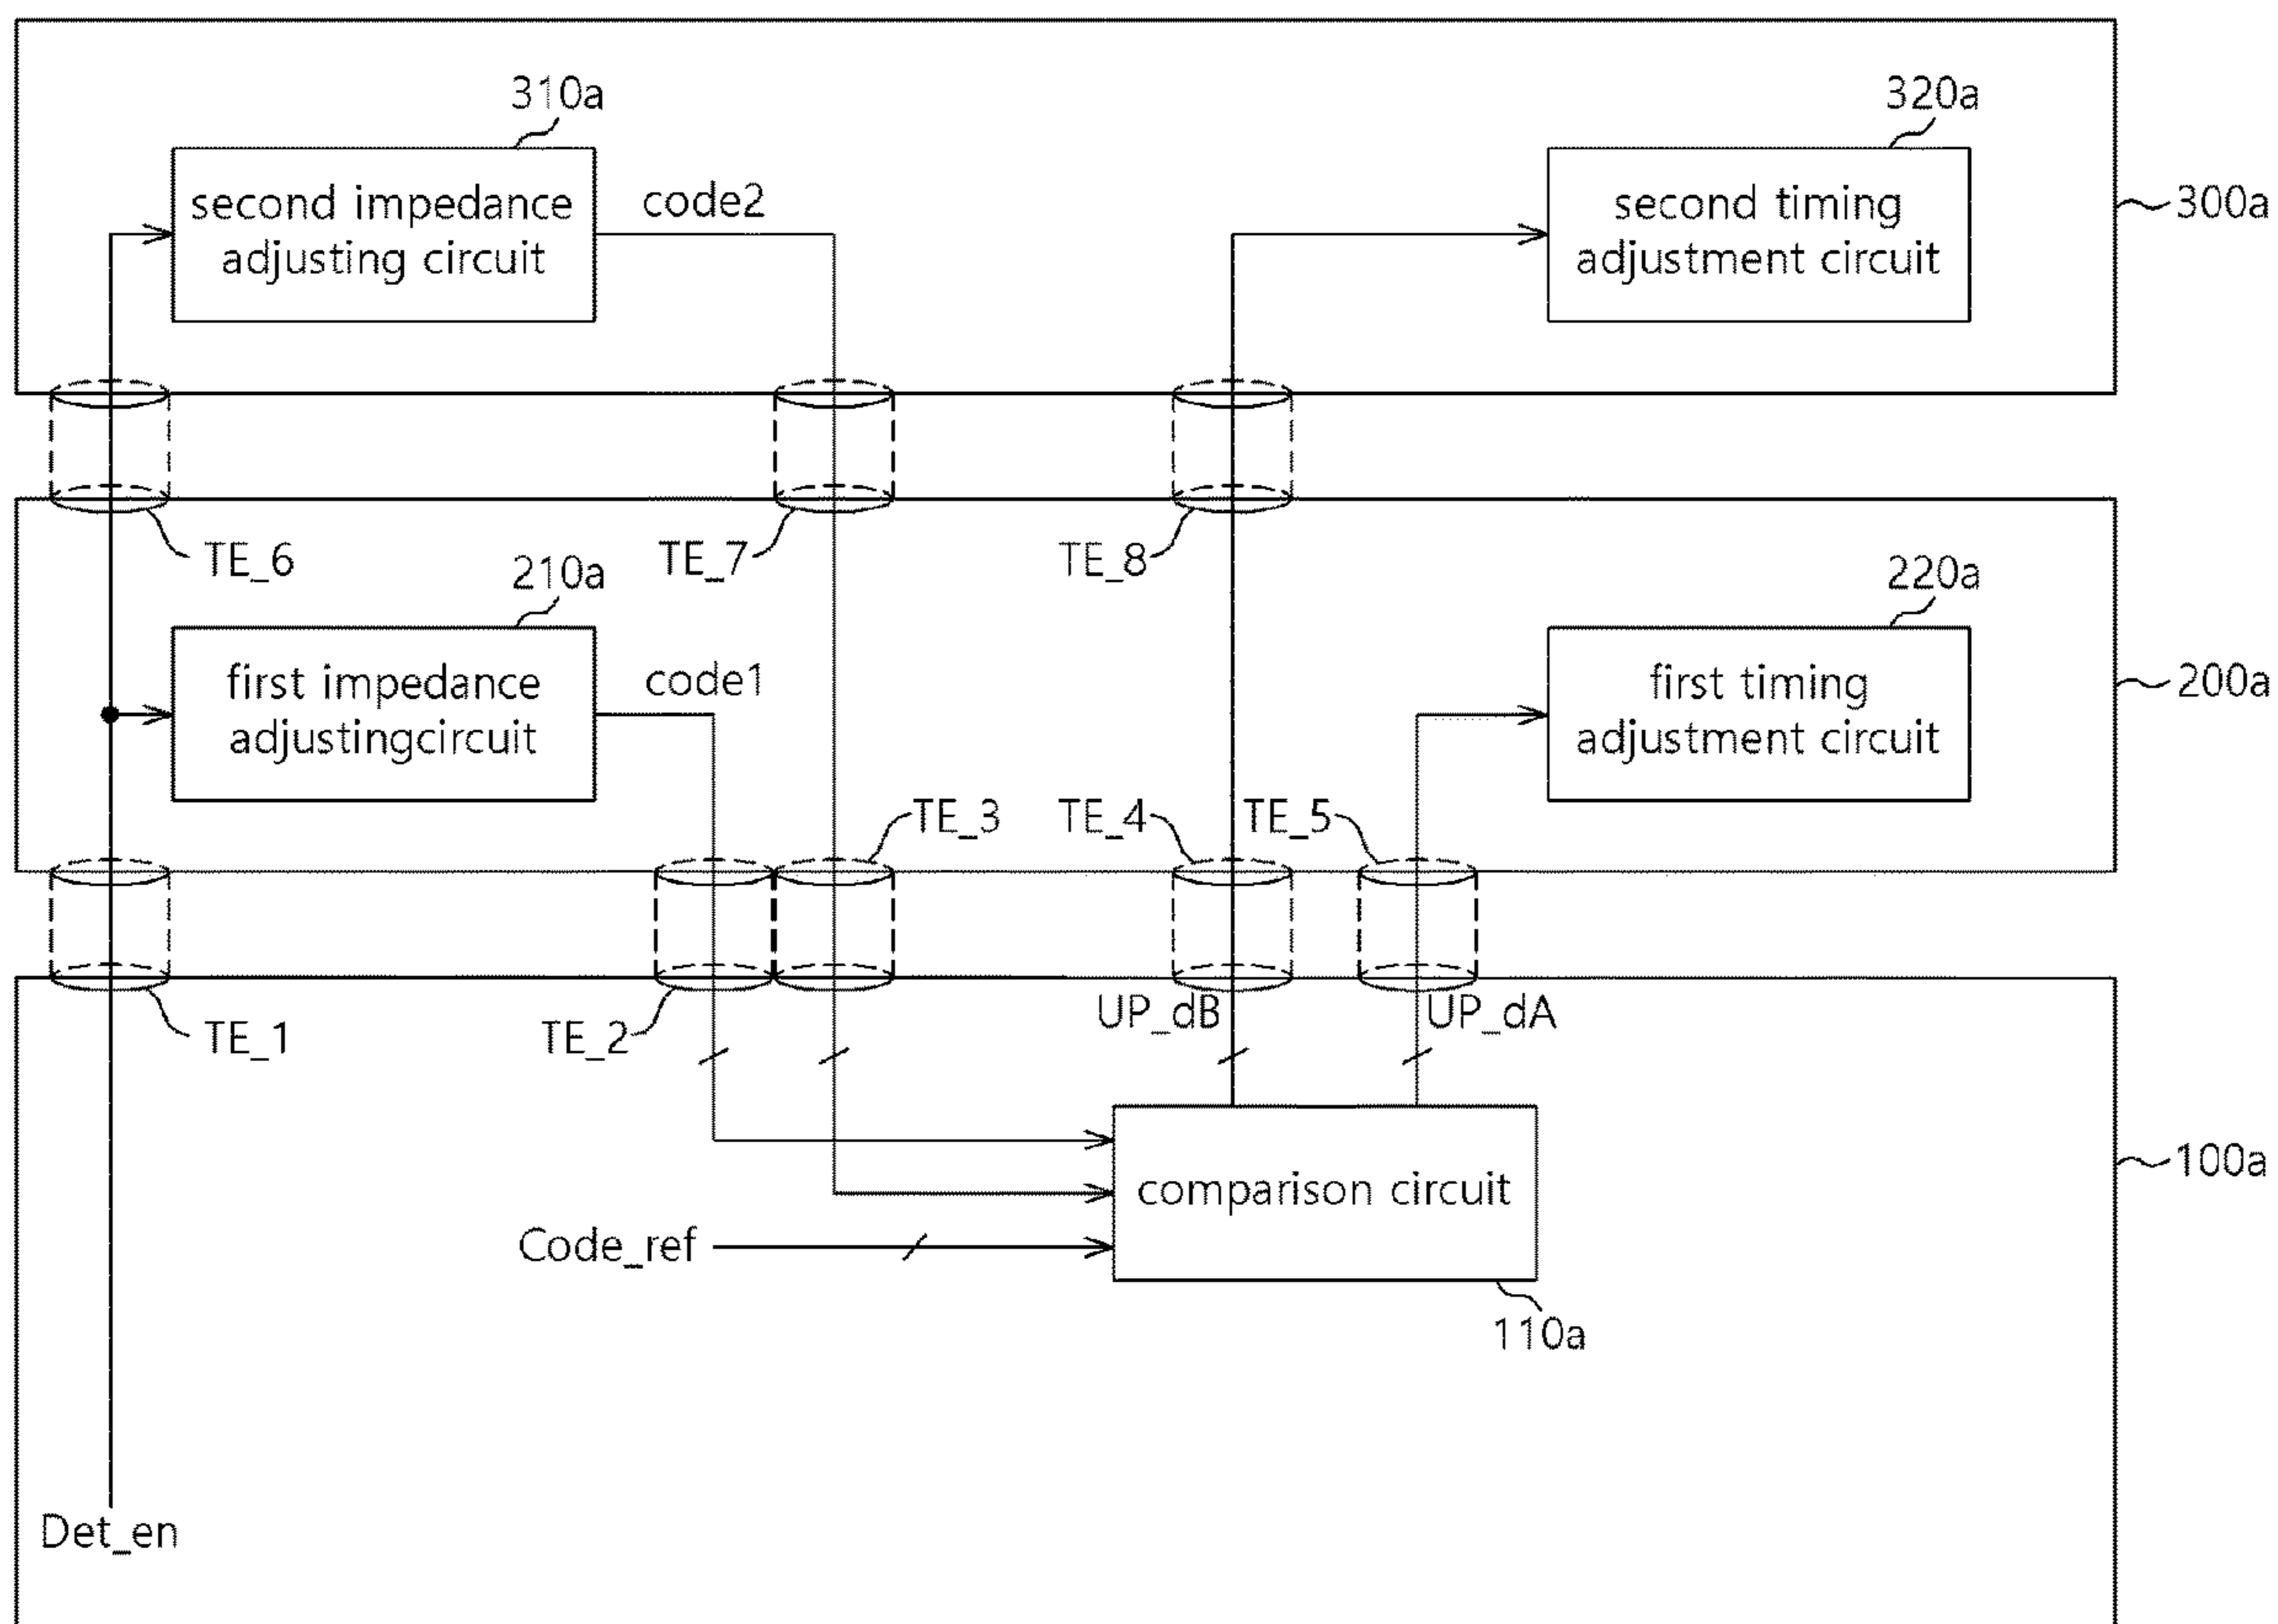 310a
320a
second impedance
adjusting circuit
code2
second timing
adjustment circuit
300a
TE_6
TE_7
TE_8
210a
220a
first impedance
adjustingcircuit
code1
first timing
adjustment circuit
200a
TE_3
TE_4
TE_5
TE_1
TE_2
UP_dB
UP_dA
comparison circuit
100a
Code_ref
110a
Det_en